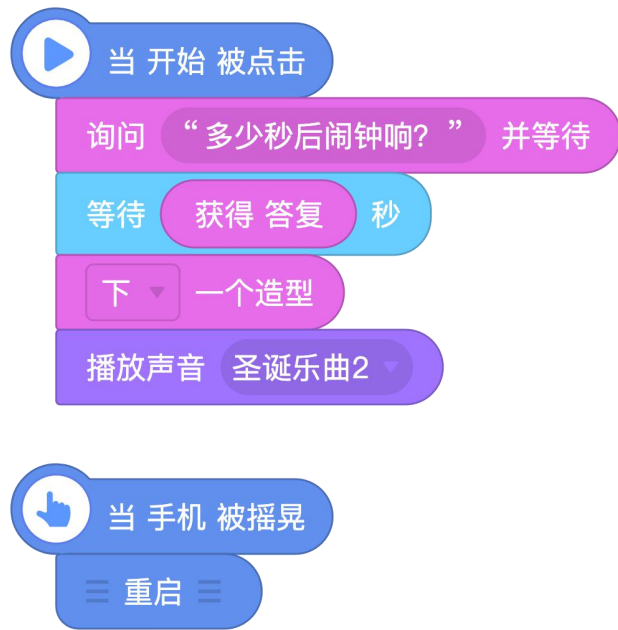 当 开始 被点击
询问 “多少秒后闹钟响？” 并等待
等待 获得 答复 秒
下 一个造型
播放声音 圣诞乐曲2
当 手机 被摇晃
重启